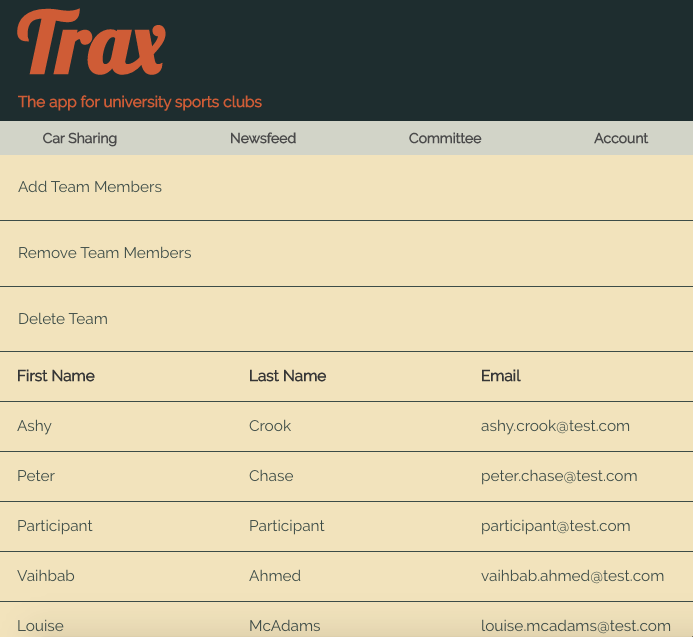 Trax
The app for university sports clubs
Car Sharing Newsfeed Committee Account
Add Team Members
Remove Team Members
Delete Team
First Name Last Name Email
Ashy Crook ashy.crook@test.com
Peter Chase peter.chase@test.com
Participant Participant participant@test.com
Vaihbab Ahmed vaihbab.ahmed@test.com
Louise McAdams louise.mcadams@test.com